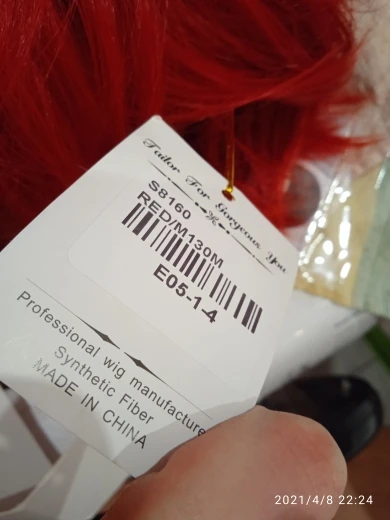 Tailor For Gorgeous You
S8160
RED/M130M
E05-1-4
Professional wig manufacture
Synthetic Fiber
MADE IN CHINA
2021/4/8 22:24